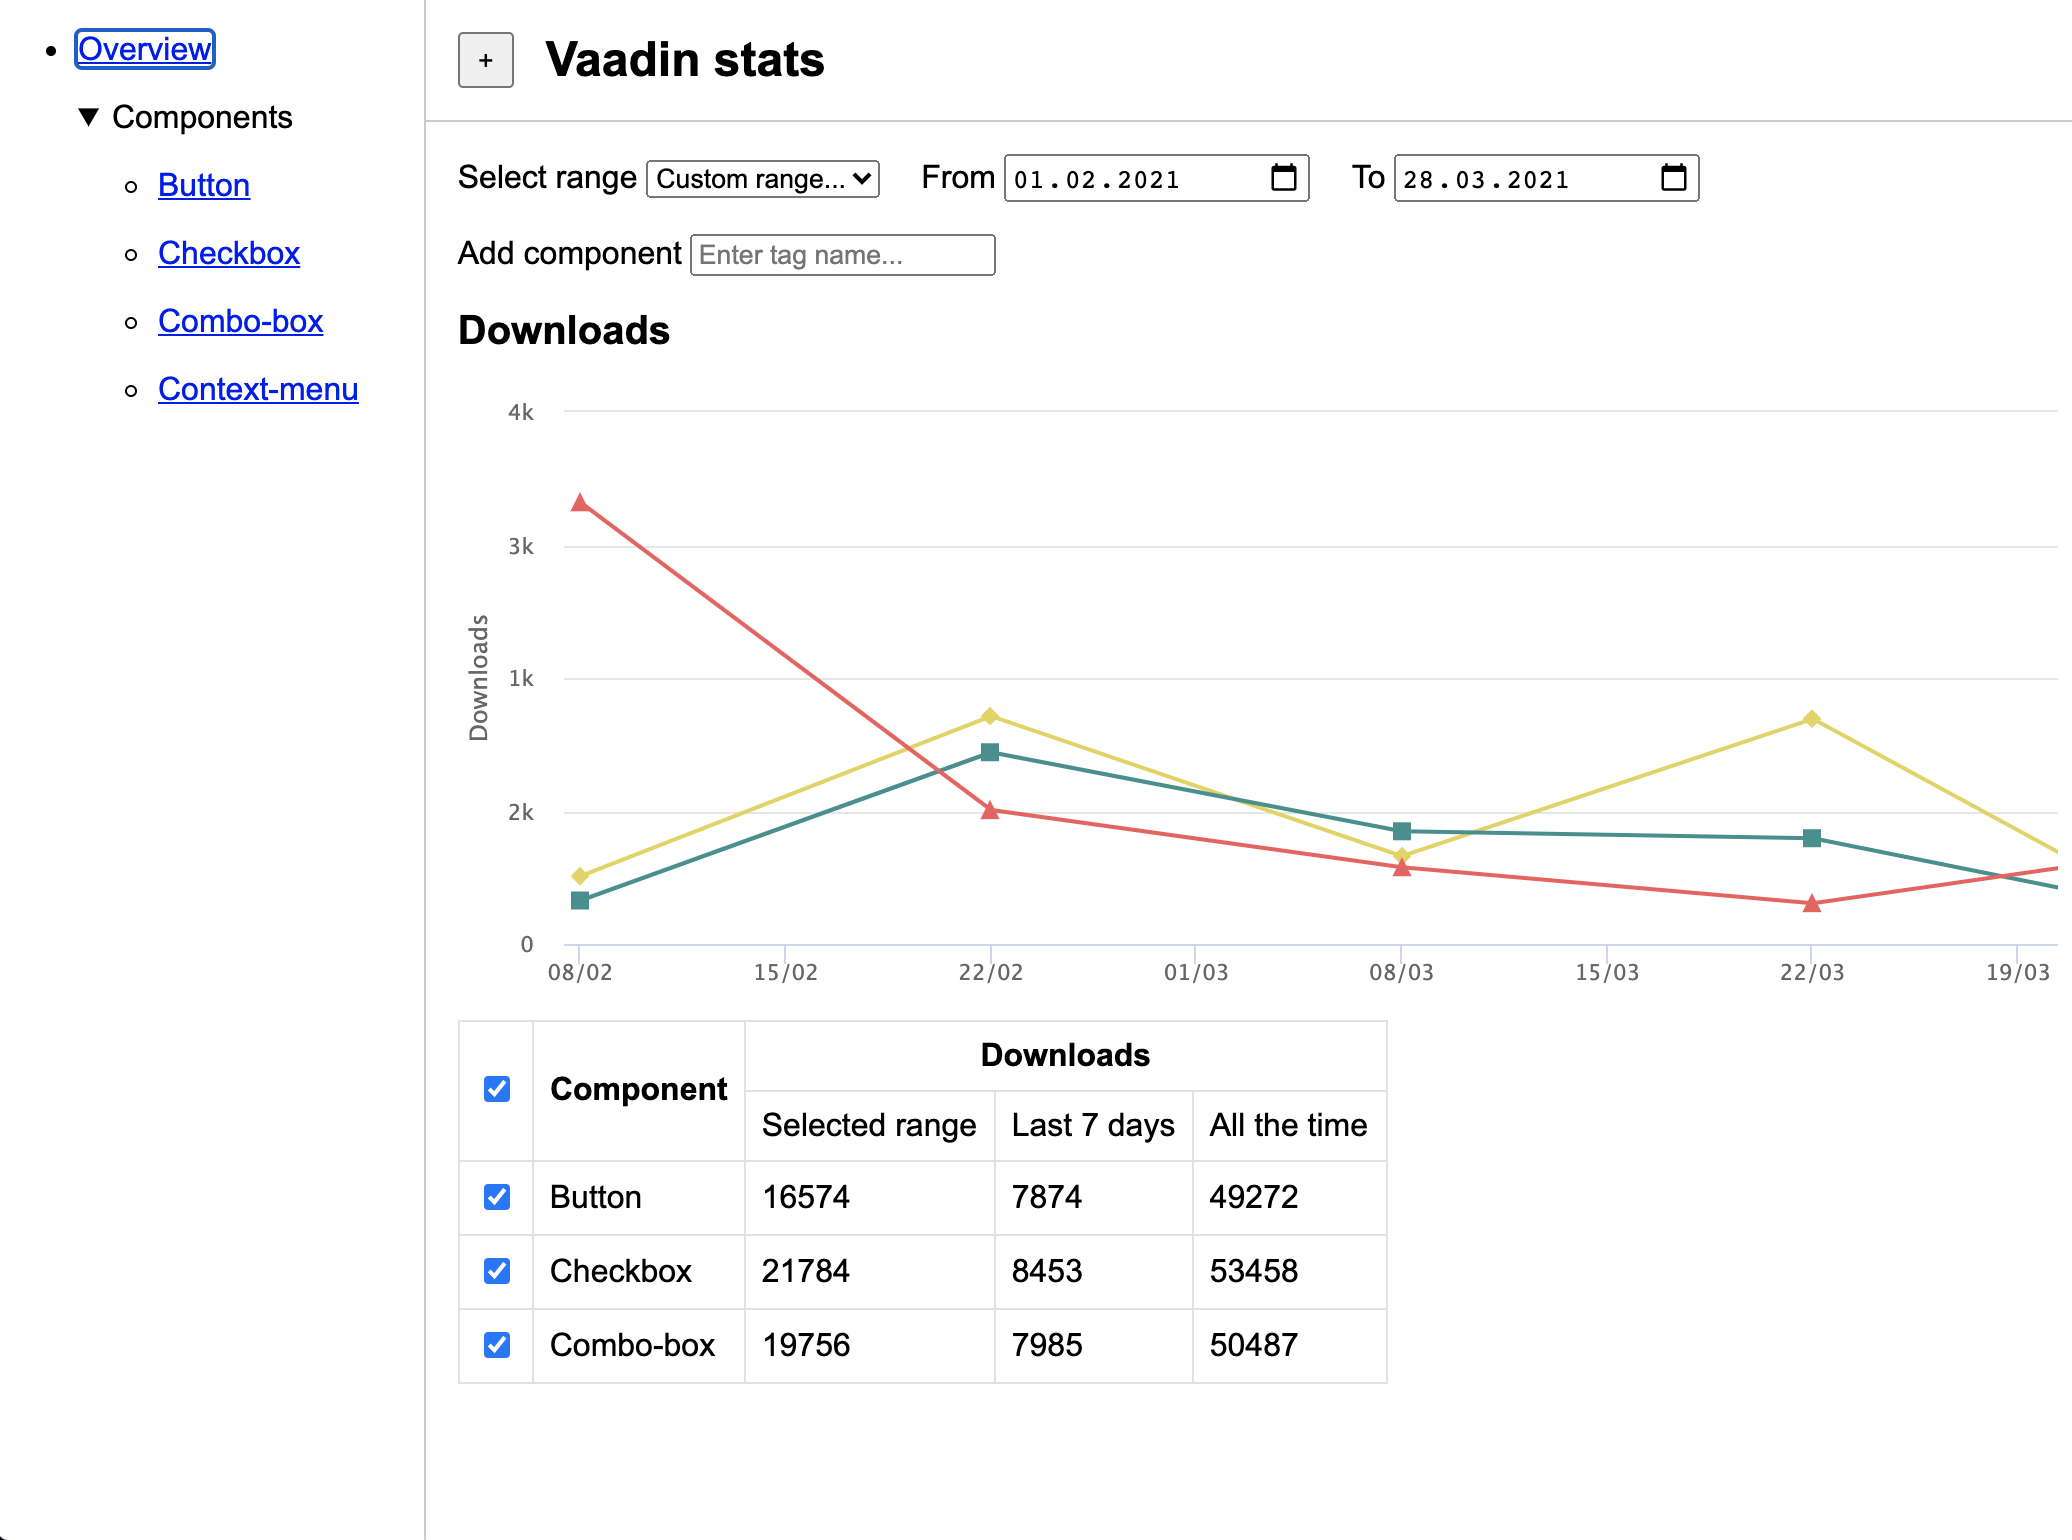 Overview
Components
Button
Checkbox
Combo-box
Context-menu
+ Vaadin stats
Select range Custom range... From 01.02.2021 To 28.03.2021
Add component Enter tag name...
Downloads
4k
3k
1k
2k
0
Downloads
08/02 15/02 22/02 01/03 08/03 15/03 22/03 19/03
Component Downloads
Selected range Last 7 days All the time
Button 16574 7874 49272
Checkbox 21784 8453 53458
Combo-box 19756 7985 50487